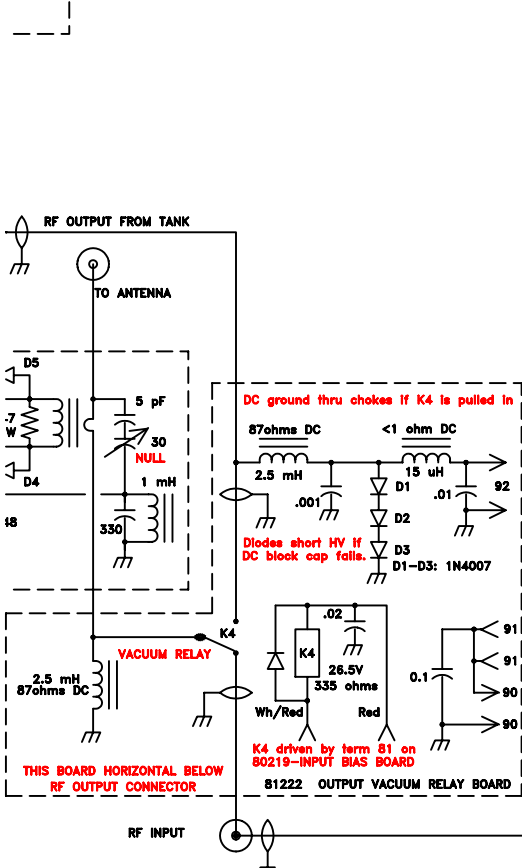 RF OUTPUT FROM TANK
TO ANTENNA
D5
5 pF
.7
W
30
NULL
D4
1 mH
48
330
DC ground thru chokes if K4 is pulled in
87ohms DC
<1 ohm DC
2.5 mH
15 uH
D1
92
.001
.01
D2
Diodes short HV if
DC block cap fails.
D3
D1-D3: 1N4007
K4
VACUUM RELAY
.02
K4
26.5V
335 ohms
91
91
0.1
90
90
2.5 mH
87ohms DC
Wh/Red
Red
K4 driven by term 81 on
80219-INPUT BIAS BOARD
THIS BOARD HORIZONTAL BELOW
RF OUTPUT CONNECTOR
81222 OUTPUT VACUUM RELAY BOARD
RF INPUT